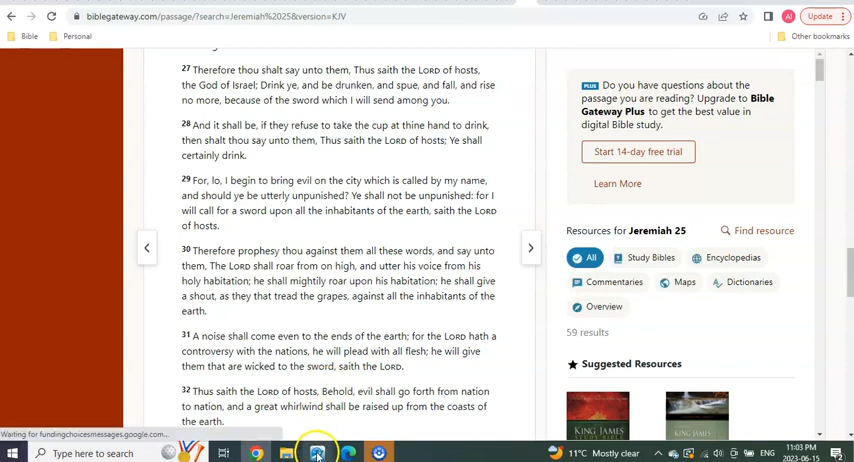 biblegateway.com/passage/?search=Jeremiah%2025&version=KJV
AI
Update
Bible
Personal
Other bookmarks
27 Therefore thou shalt say unto them, Thus saith the LORD of hosts,
the God of Israel; Drink ye, and be drunken, and spue, and fall, and rise
no more, because of the sword which I will send among you.
28 And it shall be, if they refuse to take the cup at thine hand to drink,
then shalt thou say unto them, Thus saith the LORD of hosts; Ye shall
certainly drink.
29 For, lo, I begin to bring evil on the city which is called by my name,
and should ye be utterly unpunished? Ye shall not be unpunished: for I
will call for a sword upon all the inhabitants of the earth, saith the LORD
of hosts.
30 Therefore prophesy thou against them all these words, and say unto
them, The LORD shall roar from on high, and utter his voice from his
holy habitation; he shall mightily roar upon his habitation; he shall give
a shout, as they that tread the grapes, against all the inhabitants of the
earth.
31 A noise shall come even to the ends of the earth; for the LORD hath a
controversy with the nations, he will plead with all flesh; he will give
them that are wicked to the sword, saith the LORD.
32 Thus saith the LORD of hosts, Behold, evil shall go forth from nation
to nation, and a great whirlwind shall be raised up from the coasts of
the earth.
PLUS Do you have questions about the
passage you are reading? Upgrade to Bible
Gateway Plus to get the best value in
digital Bible study.
Start 14-day free trial
Learn More
Resources for Jeremiah 25
Find resource
All
Study Bibles
Encyclopedias
Commentaries
Maps
Dictionaries
Overview
59 results
Suggested Resources
KING JAMES
STUDY BIBLE
KING JAMES
Waiting for fundingchoicesmessages.google.com...
Type here to search
11°C Mostly clear
ENG
11:03 PM
2023-06-15
2